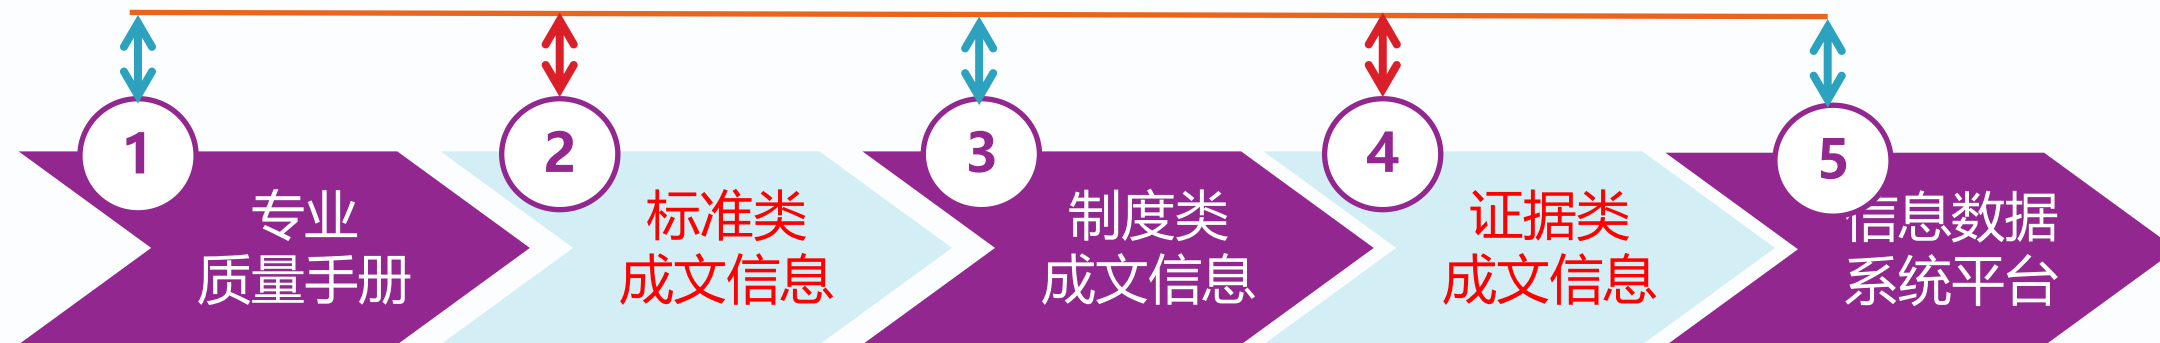 1
专业
质量手册
2
标准类
成文信息
3
制度类
成文信息
4
证据类
成文信息
5
信息数据
系统平台